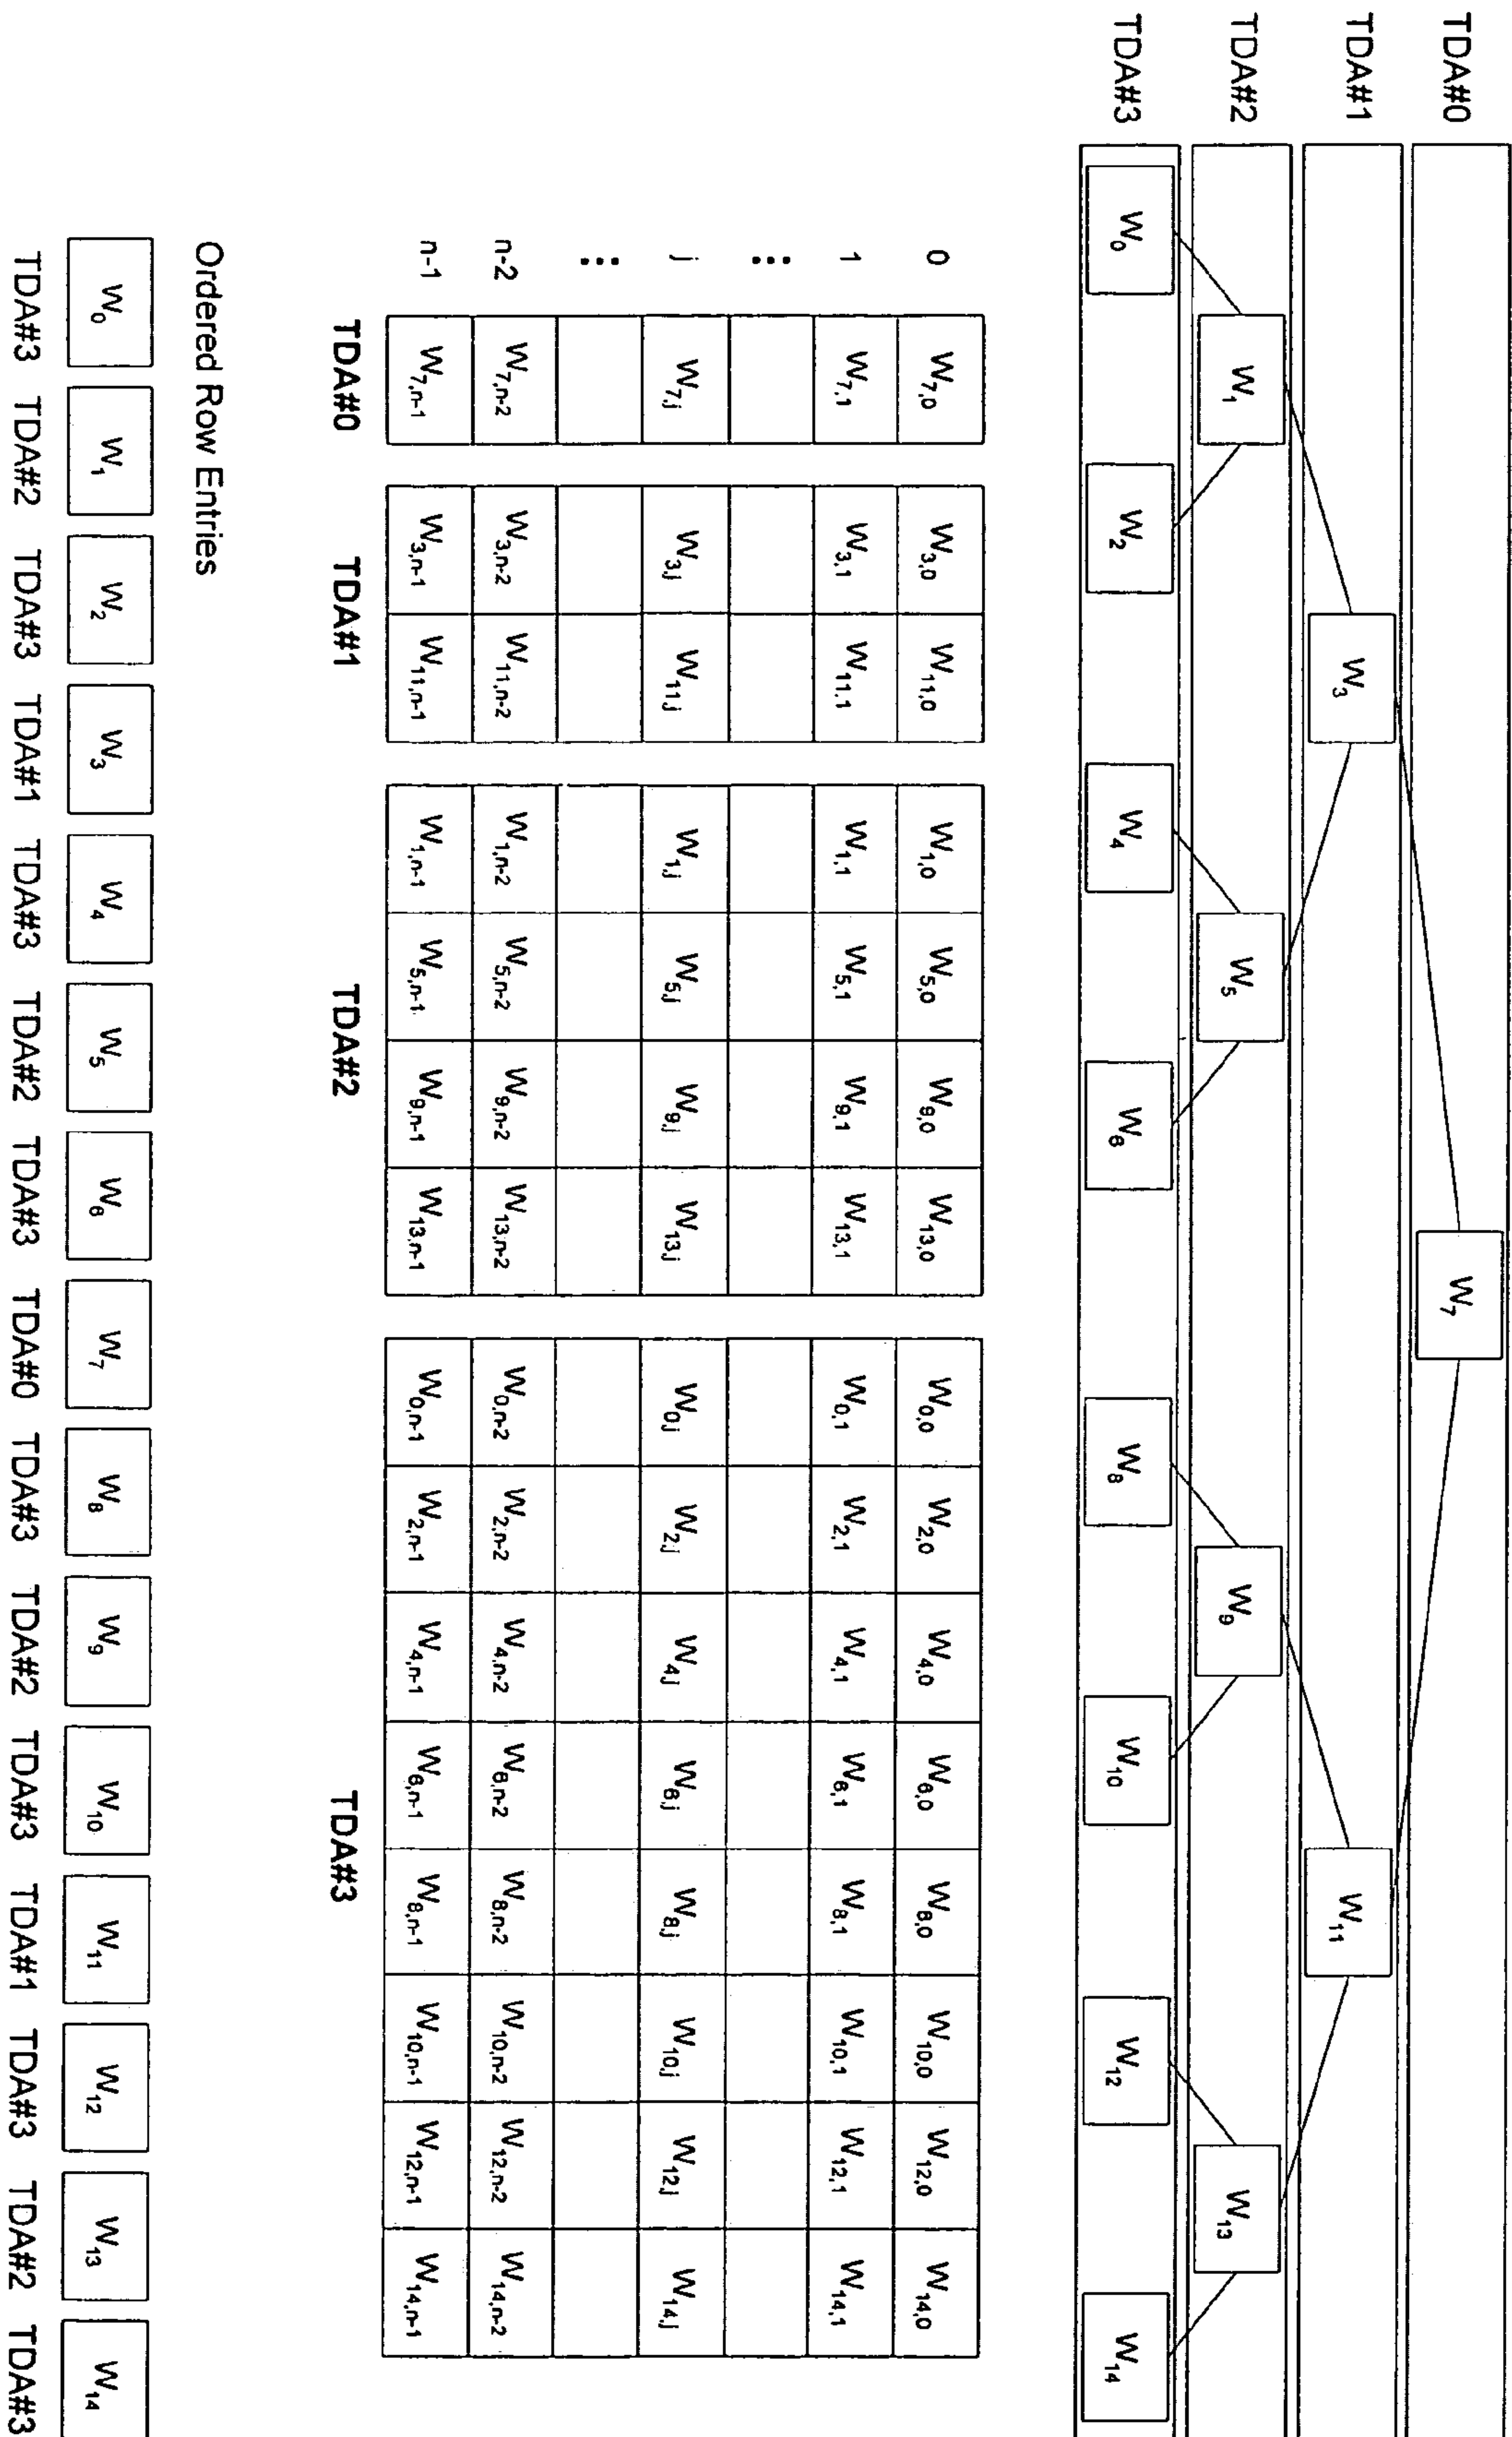 TDA#0
W7
TDA#1
W3 W11
TDA#2
W1 W5 W9 W13
TDA#3
W0 W2 W4 W6 W8 W10 W12 W14
0 W7,0 W3,0 W11,0 W1,0 W5,0 W9,0 W13,0 W0,0 W2,0 W4,0 W6,0 W8,0 W10,0 W12,0 W14,0
1 W7,1 W3,1 W11,1 W1,1 W5,1 W9,1 W13,1 W0,1 W2,1 W4,1 W6,1 W8,1 W10,1 W12,1 W14,1
⋮ ⋮
j W7,j W3,j W11,j W1,j W5,j W9,j W13,j W0,j W2,j W4,j W6,j W8,j W10,j W12,j W14,j
⋮
n-2 W7,n-2 W3,n-2 W11,n-2 W1,n-2 W5,n-2 W9,n-2 W13,n-2 W0,n-2 W2,n-2 W4,n-2 W6,n-2 W8,n-2 W10,n-2 W12,n-2 W14,n-2
n-1 W7,n-1 W3,n-1 W11,n-1 W1,n-1 W5,n-1 W9,n-1 W13,n-1 W0,n-1 W2,n-1 W4,n-1 W6,n-1 W8,n-1 W10,n-1 W12,n-1 W14,n-1
TDA#0 TDA#1 TDA#2 TDA#3
Ordered Row Entries
W0 W1 W2 W3 W4 W5 W6 W7 W8 W9 W10 W11 W12 W13 W14
TDA#3 TDA#2 TDA#3 TDA#1 TDA#3 TDA#2 TDA#3 TDA#0 TDA#3 TDA#2 TDA#3 TDA#1 TDA#3 TDA#2 TDA#3